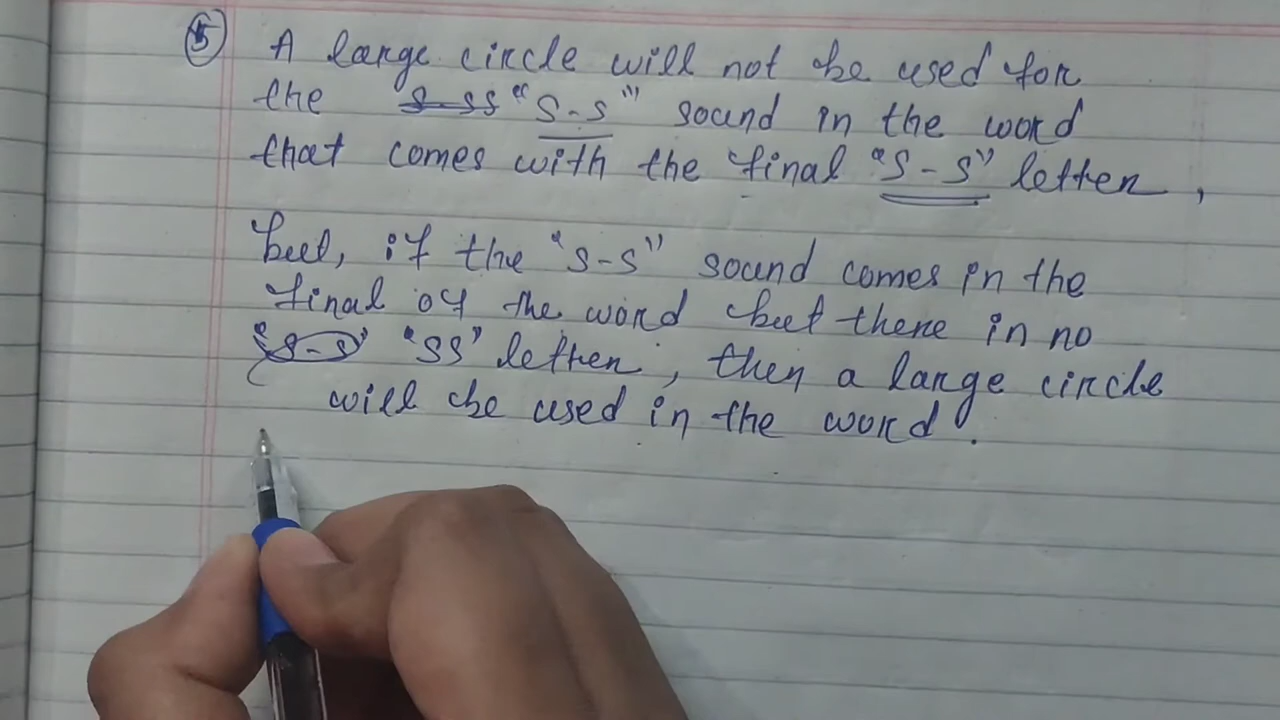 5 A large circle will not be used for
the s-ss "S-S" sound in the word
that comes with the final "S-S" letter,
but, if the "S-S" sound comes in the
final of the word but there in no
"S-S" "SS" letter, then a large circle
will be used in the word.